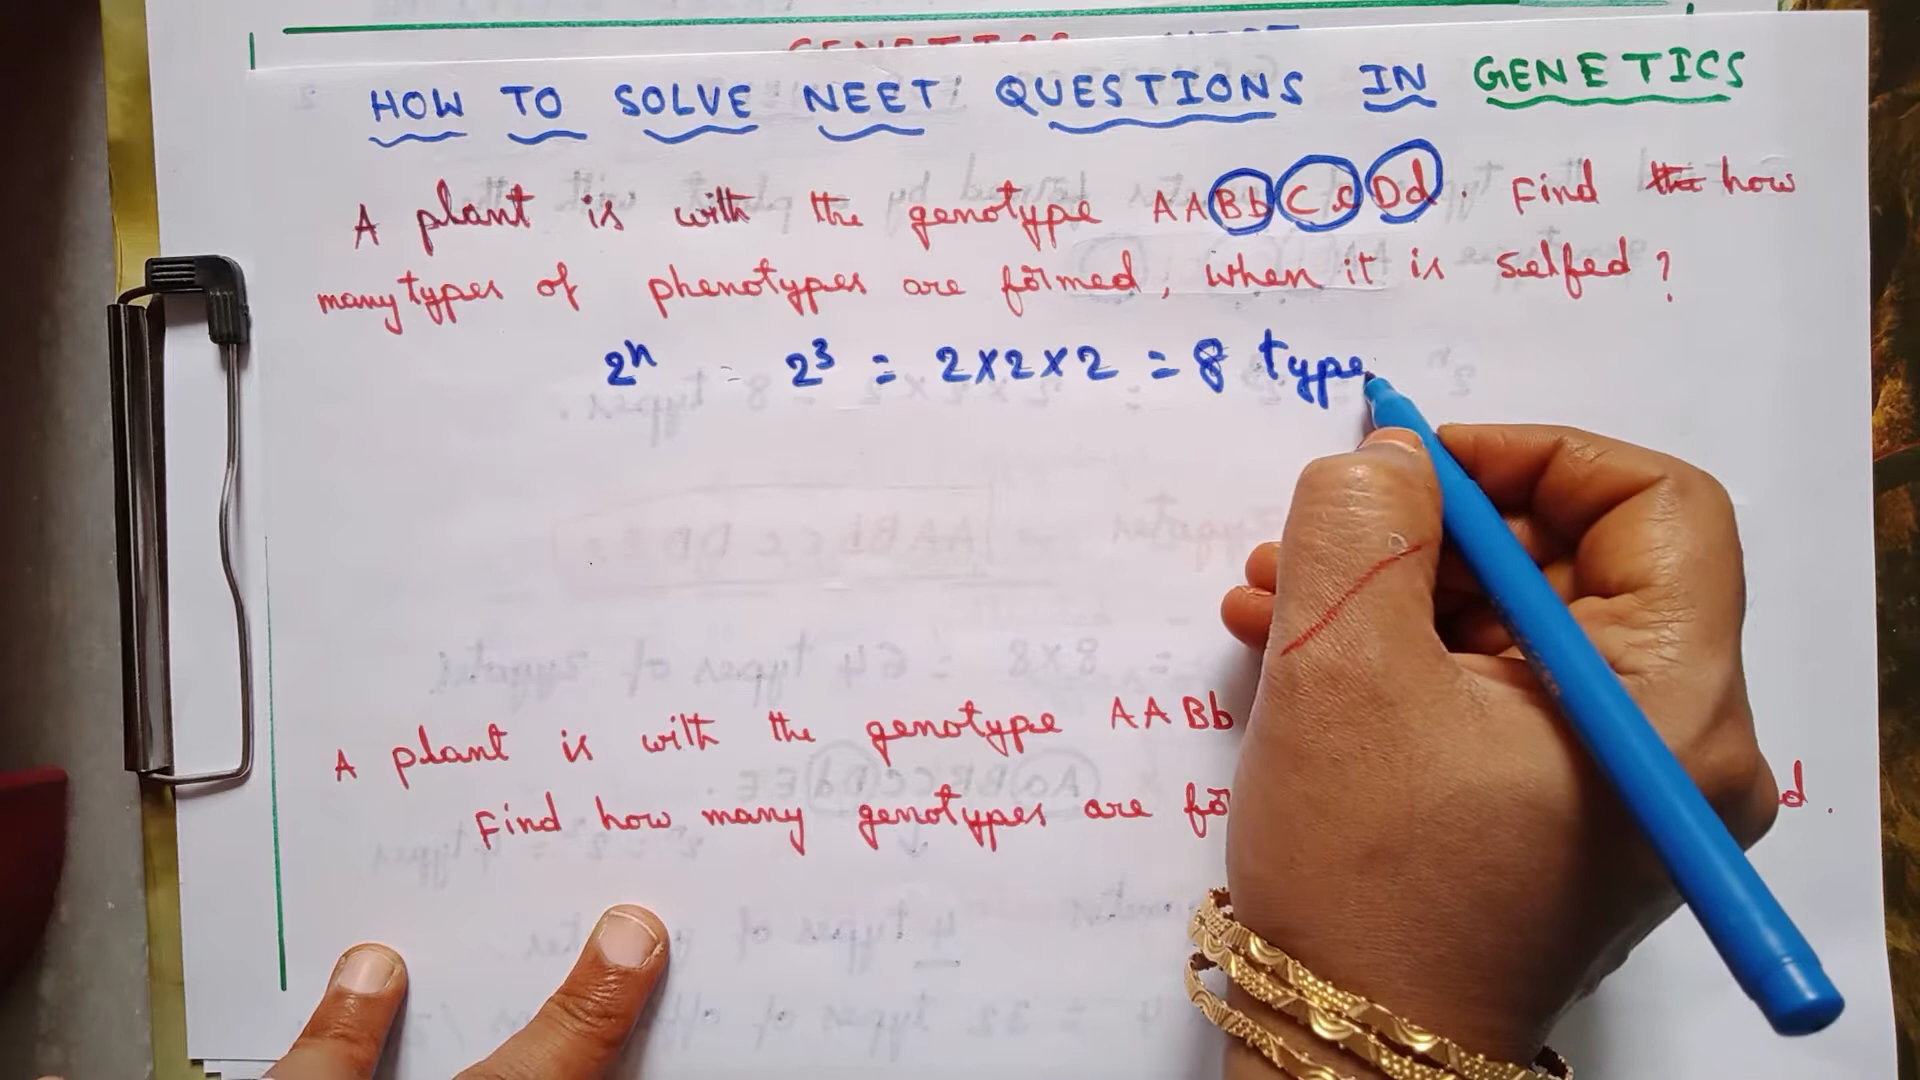 HOW TO SOLVE NEET QUESTIONS IN GENETICS
A plant is with the genotype AABbCcDd. Find how
many types of phenotypes are formed, when it is selfed?
2ⁿ = 2³ = 2×2×2 = 8 type
A plant is with the genotype AABb
Find how many genotypes are